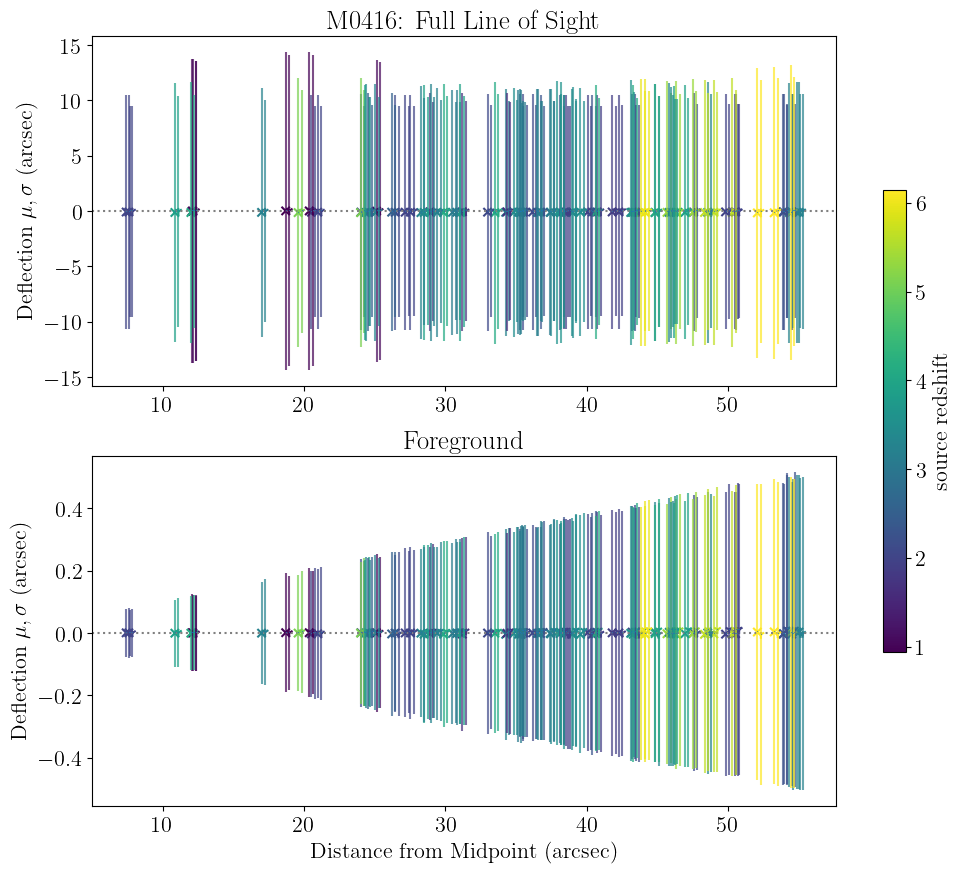 M0416: Full Line of Sight
15
10
5
0
−5
−10
−15
Deflection μ, σ (arcsec)
10 20 30 40 50
Foreground
0.4
0.2
0.0
−0.2
−0.4
Deflection μ, σ (arcsec)
10 20 30 40 50
Distance from Midpoint (arcsec)
6
5
4
3
2
1
source redshift